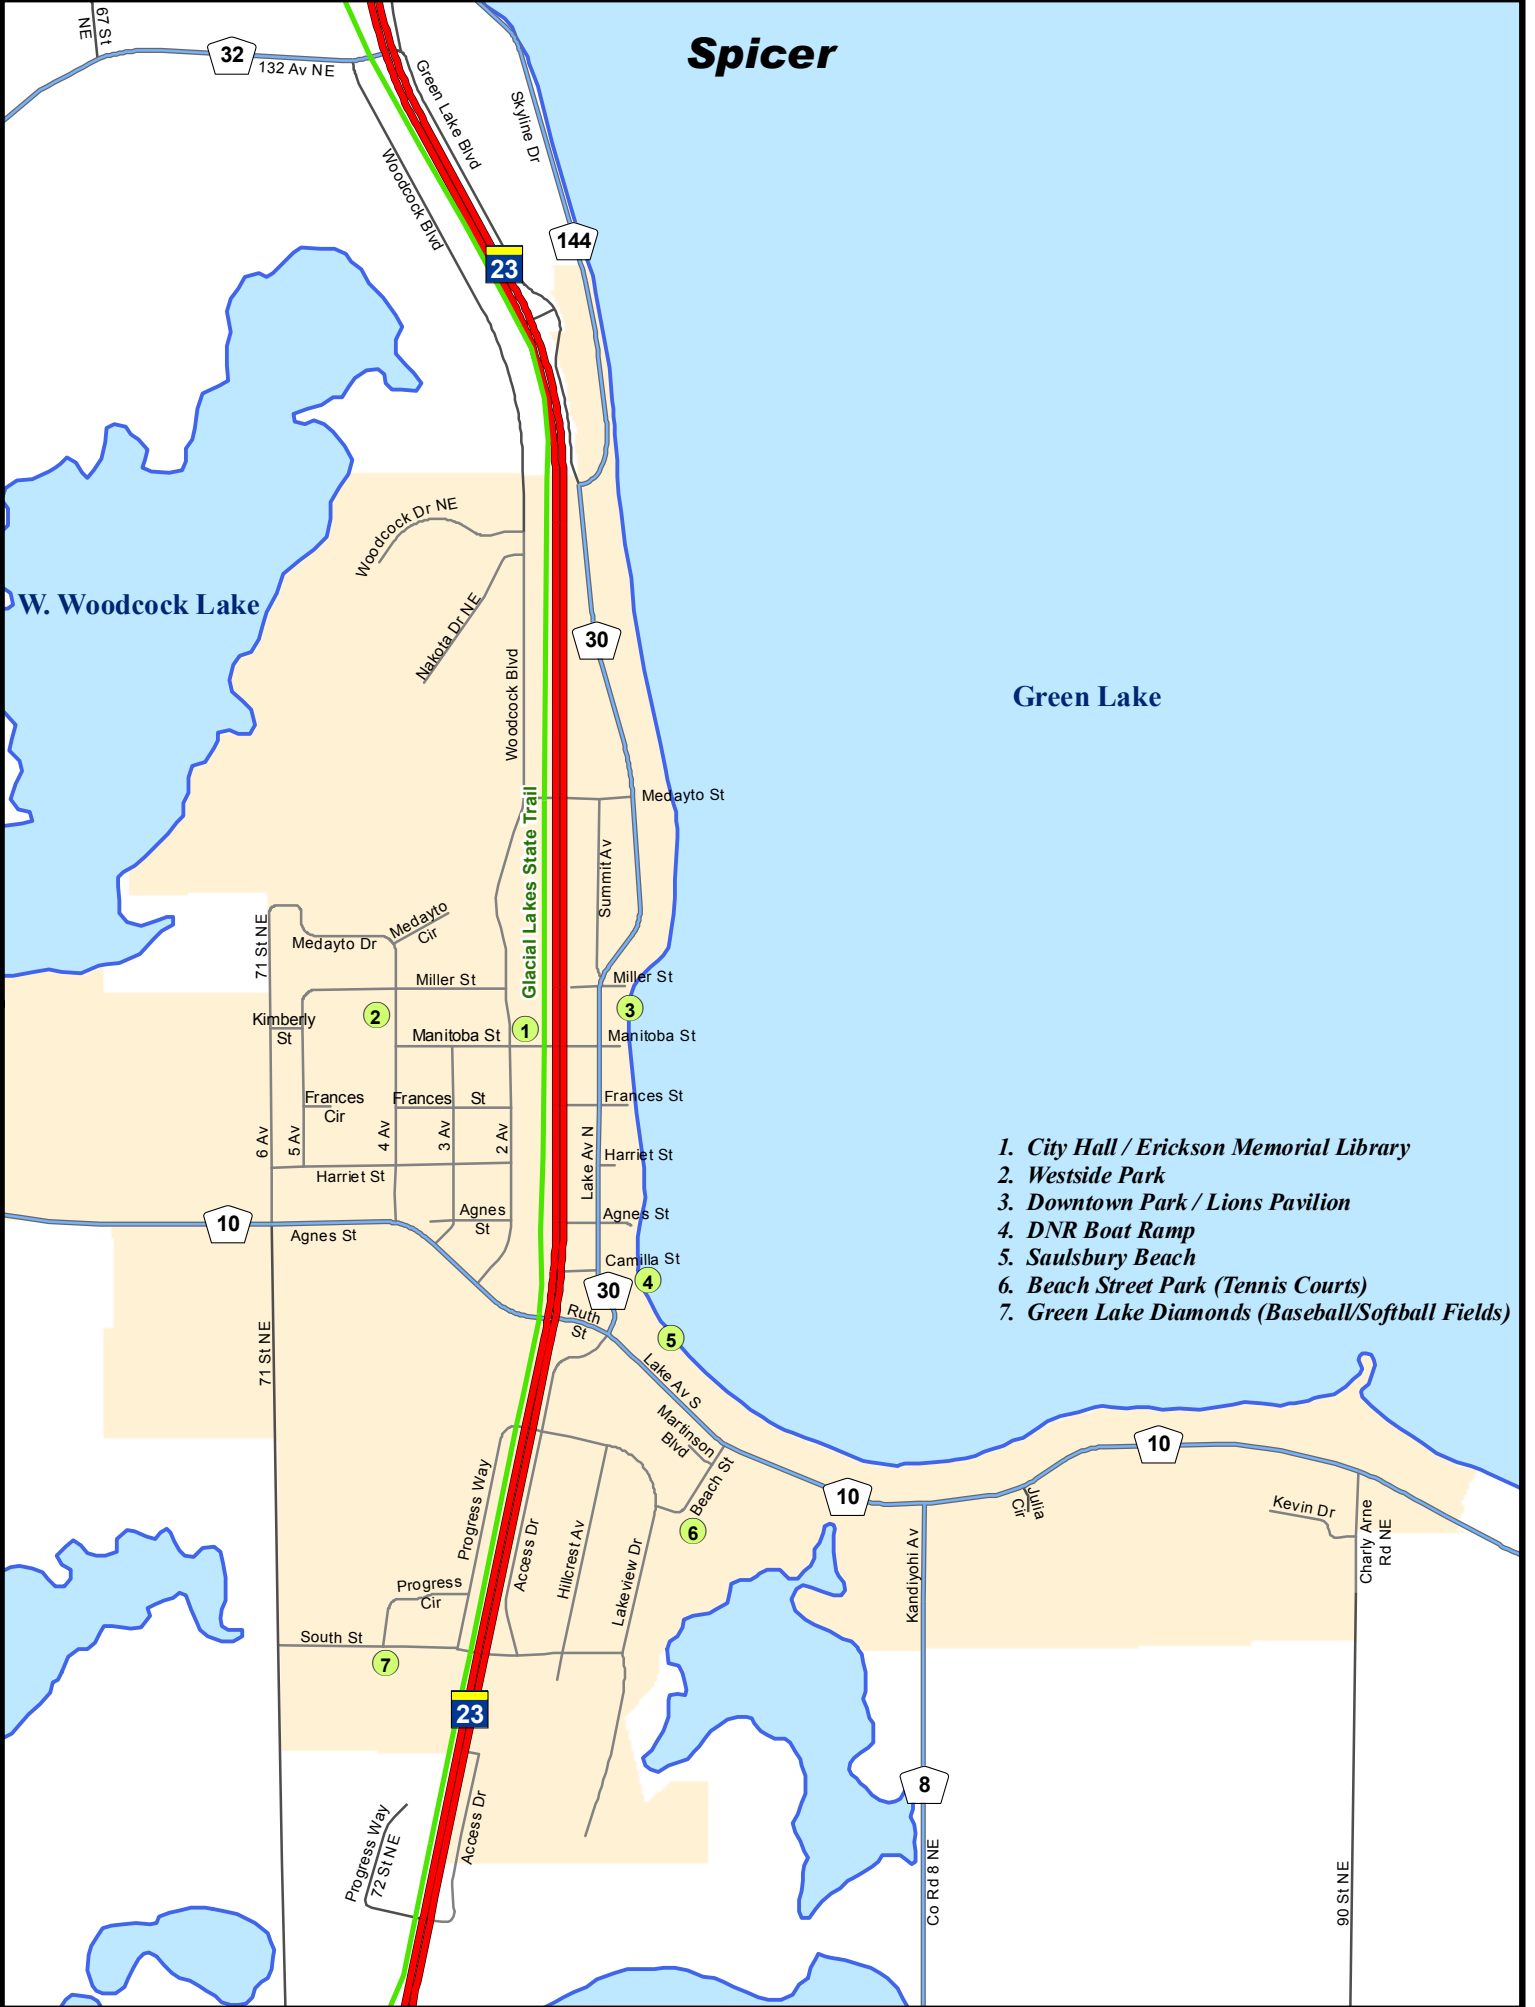 Spicer
67 St
NE
32
132 Av NE
Green Lake Blvd
Skyline Dr
Woodcock Blvd
144
23
Woodcock Dr NE
W. Woodcock Lake
Nakota Dr NE
30
Woodcock Blvd
Green Lake
Medayto St
Glacial Lakes State Trail
Summit Av
71 St NE
Medayto Dr
Medayto
Cir
Miller St
Miller St
2
1
3
Kimberly
St
Manitoba St
Manitoba St
Frances
Cir
Frances St
Frances St
6 Av
5 Av
4 Av
3 Av
2 Av
Lake Av N
Harriet St
Harriet St
10
Agnes St
Agnes
St
Agnes St
Camilla St
30
4
Ruth
St
5
71 St NE
Lake Av S
Martinson
Blvd
Beach St
6
1. City Hall / Erickson Memorial Library
2. Westside Park
3. Downtown Park / Lions Pavilion
4. DNR Boat Ramp
5. Saulsbury Beach
6. Beach Street Park (Tennis Courts)
7. Green Lake Diamonds (Baseball/Softball Fields)
10
10
Julia
Cir
Kevin Dr
Charly Arne
Rd NE
Kandiyohi Av
Progress Way
Access Dr
Hillcrest Av
Lakeview Dr
Progress
Cir
South St
7
23
8
Progress Way
72 St NE
Access Dr
Co Rd 8 NE
90 St NE